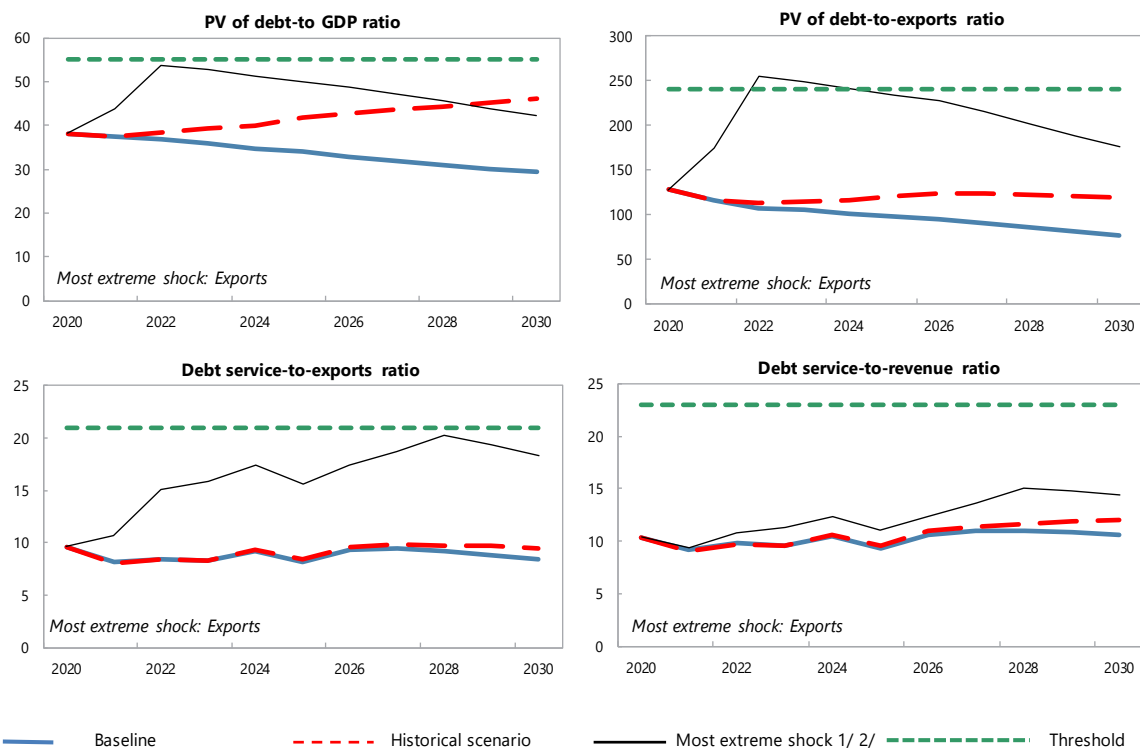 PV of debt-to GDP ratio
60
50
40
30
20
10
0
Most extreme shock: Exports
2020 2022 2024 2026 2028 2030
PV of debt-to-exports ratio
300
250
200
150
100
50
0
Most extreme shock: Exports
2020 2022 2024 2026 2028 2030
Debt service-to-exports ratio
25
20
15
10
5
0
Most extreme shock: Exports
2020 2022 2024 2026 2028 2030
Debt service-to-revenue ratio
25
20
15
10
5
0
Most extreme shock: Exports
2020 2022 2024 2026 2028 2030
Baseline Historical scenario Most extreme shock 1/ 2/ Threshold